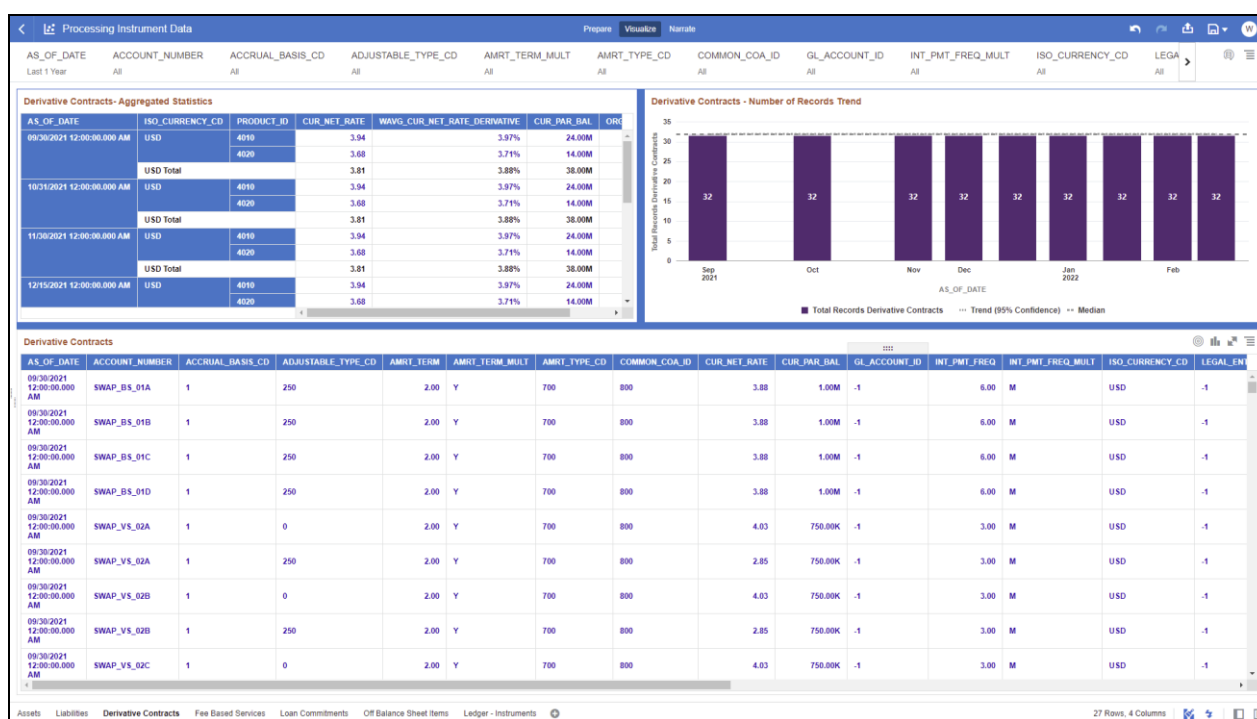 Processing Instrument Data
Prepare Visualize Narrate
W
AS_OF_DATE ACCOUNT_NUMBER ACCRUAL_BASIS_CD ADJUSTABLE_TYPE_CD AMRT_TERM_MULT AMRT_TYPE_CD COMMON_COA_ID GL_ACCOUNT_ID INT_PMT_FREQ_MULT ISO_CURRENCY_CD LEGA
Last 1 Year All All All All All All All All All All
Derivative Contracts- Aggregated Statistics
AS_OF_DATE ISO_CURRENCY_CD PRODUCT_ID CUR_NET_RATE WAVG_CUR_NET_RATE_DERIVATIVE CUR_PAR_BAL ORG
09/30/2021 12:00:00.000 AM USD 4010 3.94 3.97% 24.00M
4020 3.68 3.71% 14.00M
USD Total 3.81 3.88% 38.00M
10/31/2021 12:00:00.000 AM USD 4010 3.94 3.97% 24.00M
4020 3.68 3.71% 14.00M
USD Total 3.81 3.88% 38.00M
11/30/2021 12:00:00.000 AM USD 4010 3.94 3.97% 24.00M
4020 3.68 3.71% 14.00M
USD Total 3.81 3.88% 38.00M
12/15/2021 12:00:00.000 AM USD 4010 3.94 3.97% 24.00M
4020 3.68 3.71% 14.00M
Derivative Contracts - Number of Records Trend
Total Records Derivative Contracts
35
30
25
20
15
10
5
0
32 32 32 32 32 32 32 32 32
Sep Oct Nov Dec Jan Feb
2021 2022
AS_OF_DATE
Total Records Derivative Contracts Trend (95% Confidence) Median
Derivative Contracts
AS_OF_DATE ACCOUNT_NUMBER ACCRUAL_BASIS_CD ADJUSTABLE_TYPE_CD AMRT_TERM AMRT_TERM_MULT AMRT_TYPE_CD COMMON_COA_ID CUR_NET_RATE CUR_PAR_BAL GL_ACCOUNT_ID INT_PMT_FREQ INT_PMT_FREQ_MULT ISO_CURRENCY_CD LEGAL_ENT
09/30/2021
12:00:00.000 SWAP_BS_01A 1 250 2.00 Y 700 800 3.88 1.00M -1 6.00 M USD -1
AM
09/30/2021
12:00:00.000 SWAP_BS_01B 1 250 2.00 Y 700 800 3.88 1.00M -1 6.00 M USD -1
AM
09/30/2021
12:00:00.000 SWAP_BS_01C 1 250 2.00 Y 700 800 3.88 1.00M -1 6.00 M USD -1
AM
09/30/2021
12:00:00.000 SWAP_BS_01D 1 250 2.00 Y 700 800 3.88 1.00M -1 6.00 M USD -1
AM
09/30/2021
12:00:00.000 SWAP_VS_02A 1 0 2.00 Y 700 800 4.03 750.00K -1 3.00 M USD -1
AM
09/30/2021
12:00:00.000 SWAP_VS_02A 1 250 2.00 Y 700 800 2.85 750.00K -1 3.00 M USD -1
AM
09/30/2021
12:00:00.000 SWAP_VS_02B 1 0 2.00 Y 700 800 4.03 750.00K -1 3.00 M USD -1
AM
09/30/2021
12:00:00.000 SWAP_VS_02B 1 250 2.00 Y 700 800 2.85 750.00K -1 3.00 M USD -1
AM
09/30/2021
12:00:00.000 SWAP_VS_02C 1 0 2.00 Y 700 800 4.03 750.00K -1 3.00 M USD -1
AM
Assets Liabilities Derivative Contracts Fee Based Services Loan Commitments Off Balance Sheet Items Ledger - Instruments 27 Rows, 4 Columns